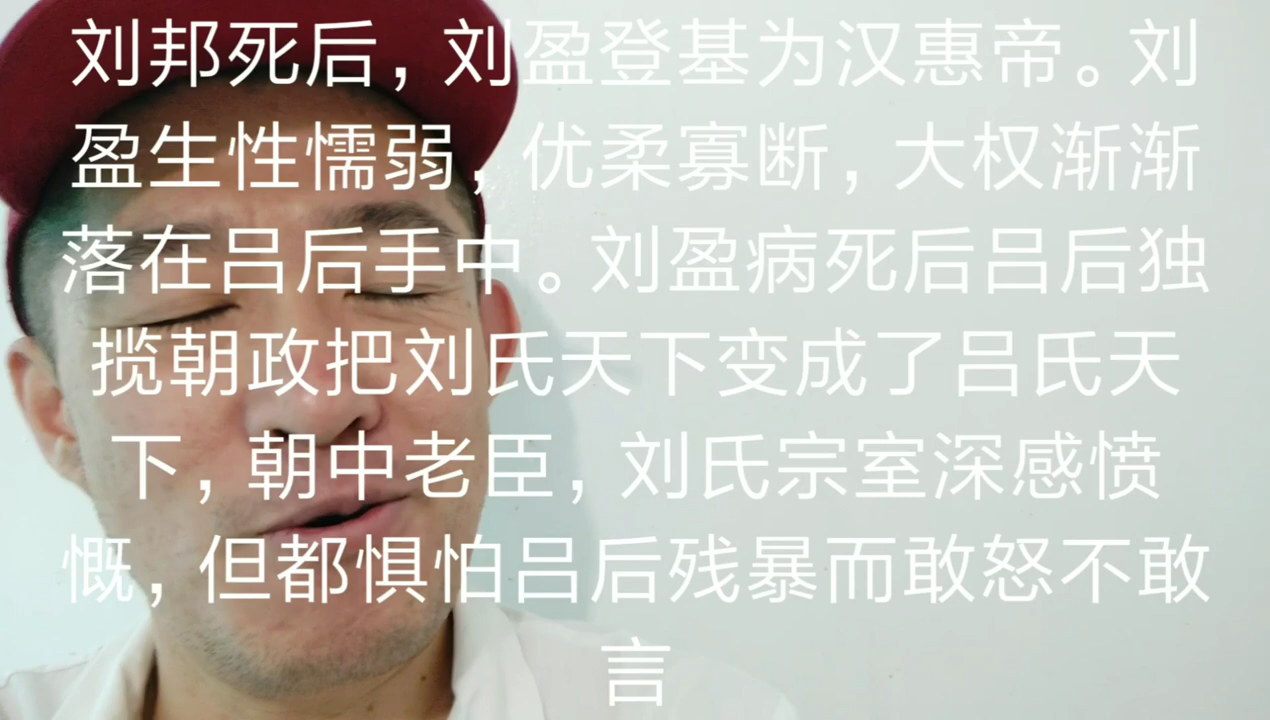 刘邦死后，刘盈登基为汉惠帝。刘
盈生性懦弱，优柔寡断，大权渐渐
落在吕后手中。刘盈病死后吕后独
揽朝政把刘氏天下变成了吕氏天
下，朝中老臣，刘氏宗室深感愤
慨，但都惧怕吕后残暴而敢怒不敢
言